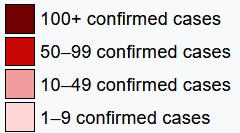 100+ confirmed cases
50–99 confirmed cases
10–49 confirmed cases
1–9 confirmed cases